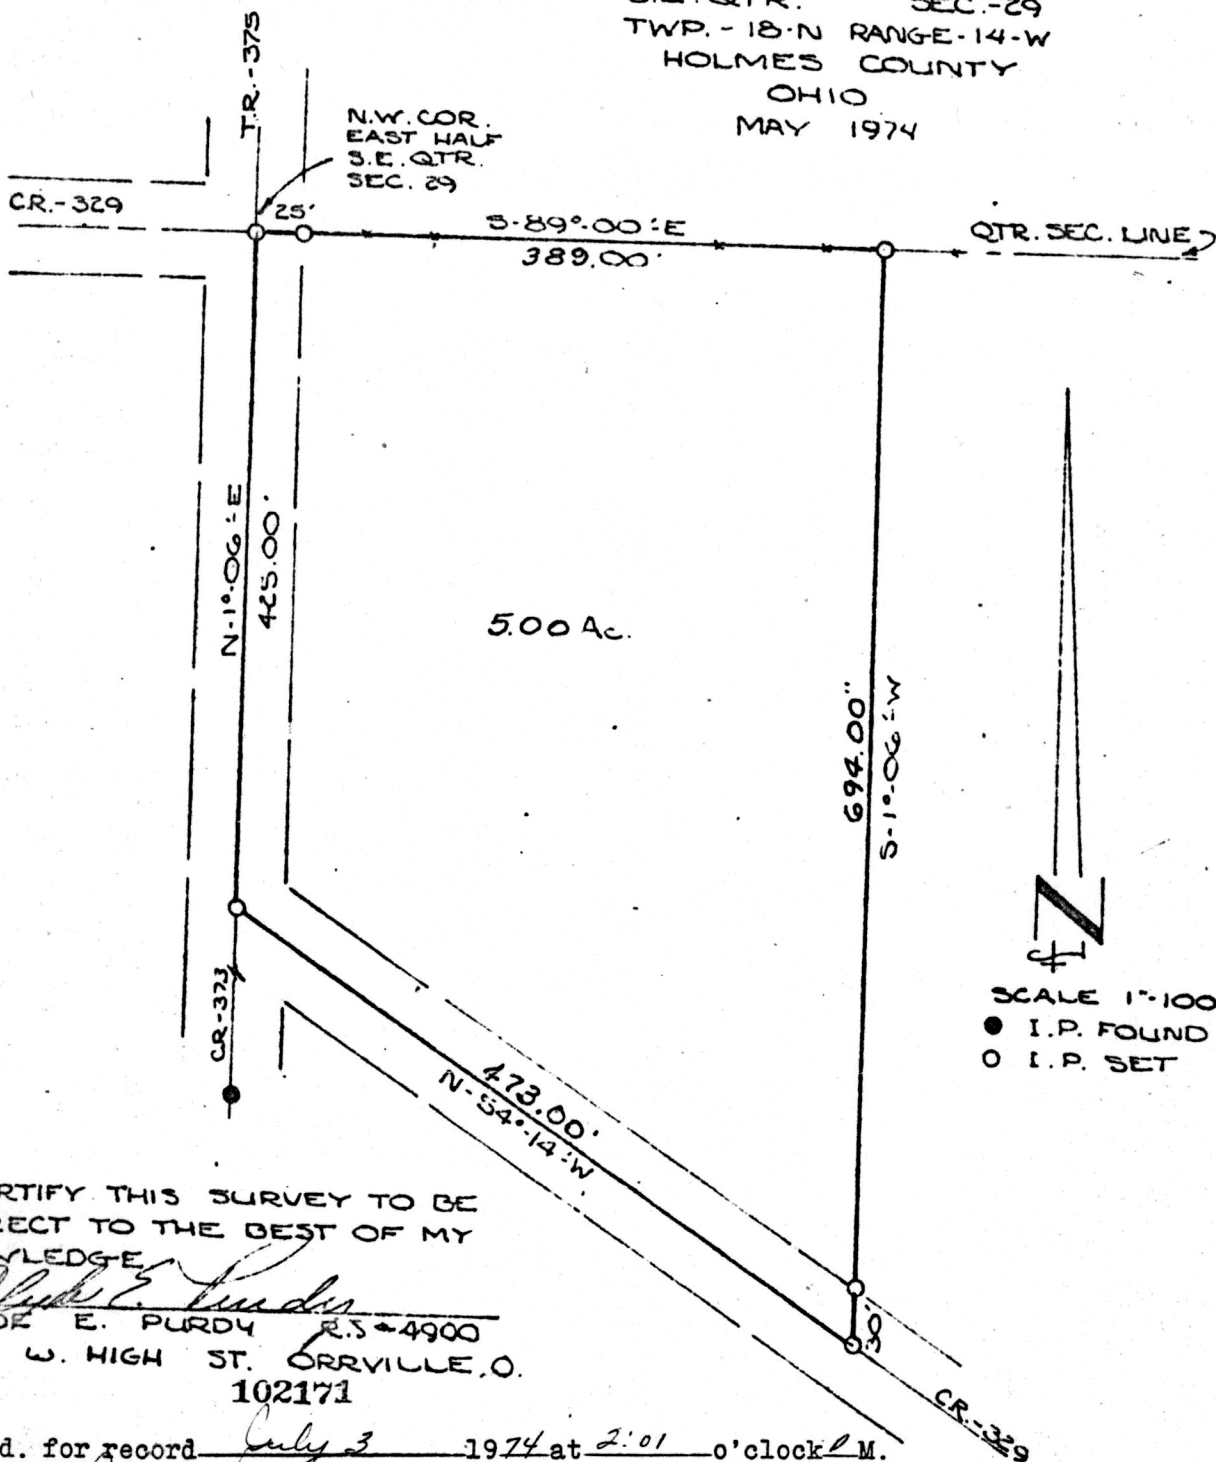 QTR. SEC.-29
TWP.-18-N RANGE-14-W
HOLMES COUNTY
OHIO
MAY 1974
T.R.-375
N.W. COR.
EAST HALF
S.E. QTR.
SEC. 29
CR.-329
25'
S-89°-00'-E
389.00'
QTR. SEC. LINE
N-1°-06'-E
425.00'
5.00 Ac.
694.00"
S-1°-06'-W
N
SCALE 1"-100
I.P. FOUND
I.P. SET
CR-373
473.00'
N-54°-14'-W
30'
CR.-329
RTIFY THIS SURVEY TO BE
RECT TO THE BEST OF MY
WLEDGE
DE E. PURDY R.S-4900
W. HIGH ST. ORRVILLE, O.
102171
d. for record July 3 1974 at 2:01 o'clock P M.